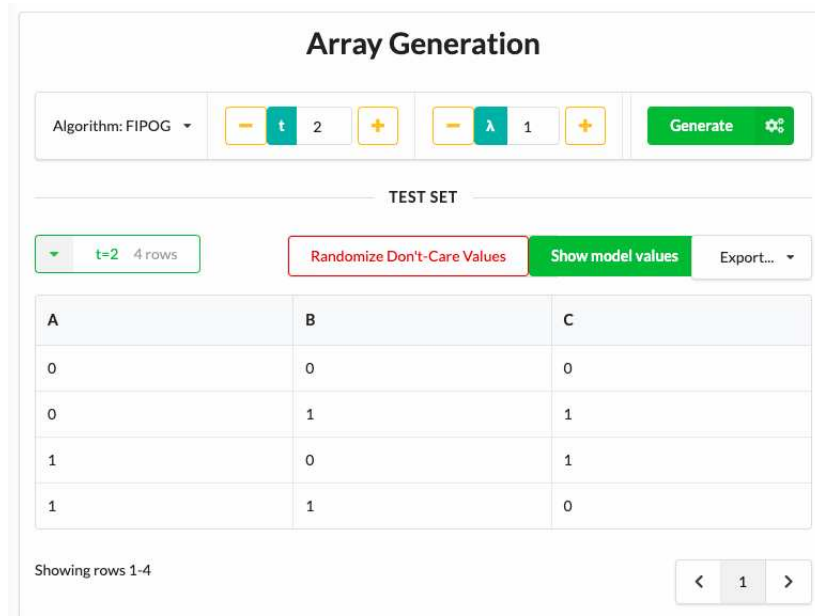 Array Generation
Algorithm: FIPOG t 2 λ 1 Generate
TEST SET
t=2 4 rows Randomize Don't-Care Values Show model values Export...
A B C
0 0 0
0 1 1
1 0 1
1 1 0
Showing rows 1-4
1